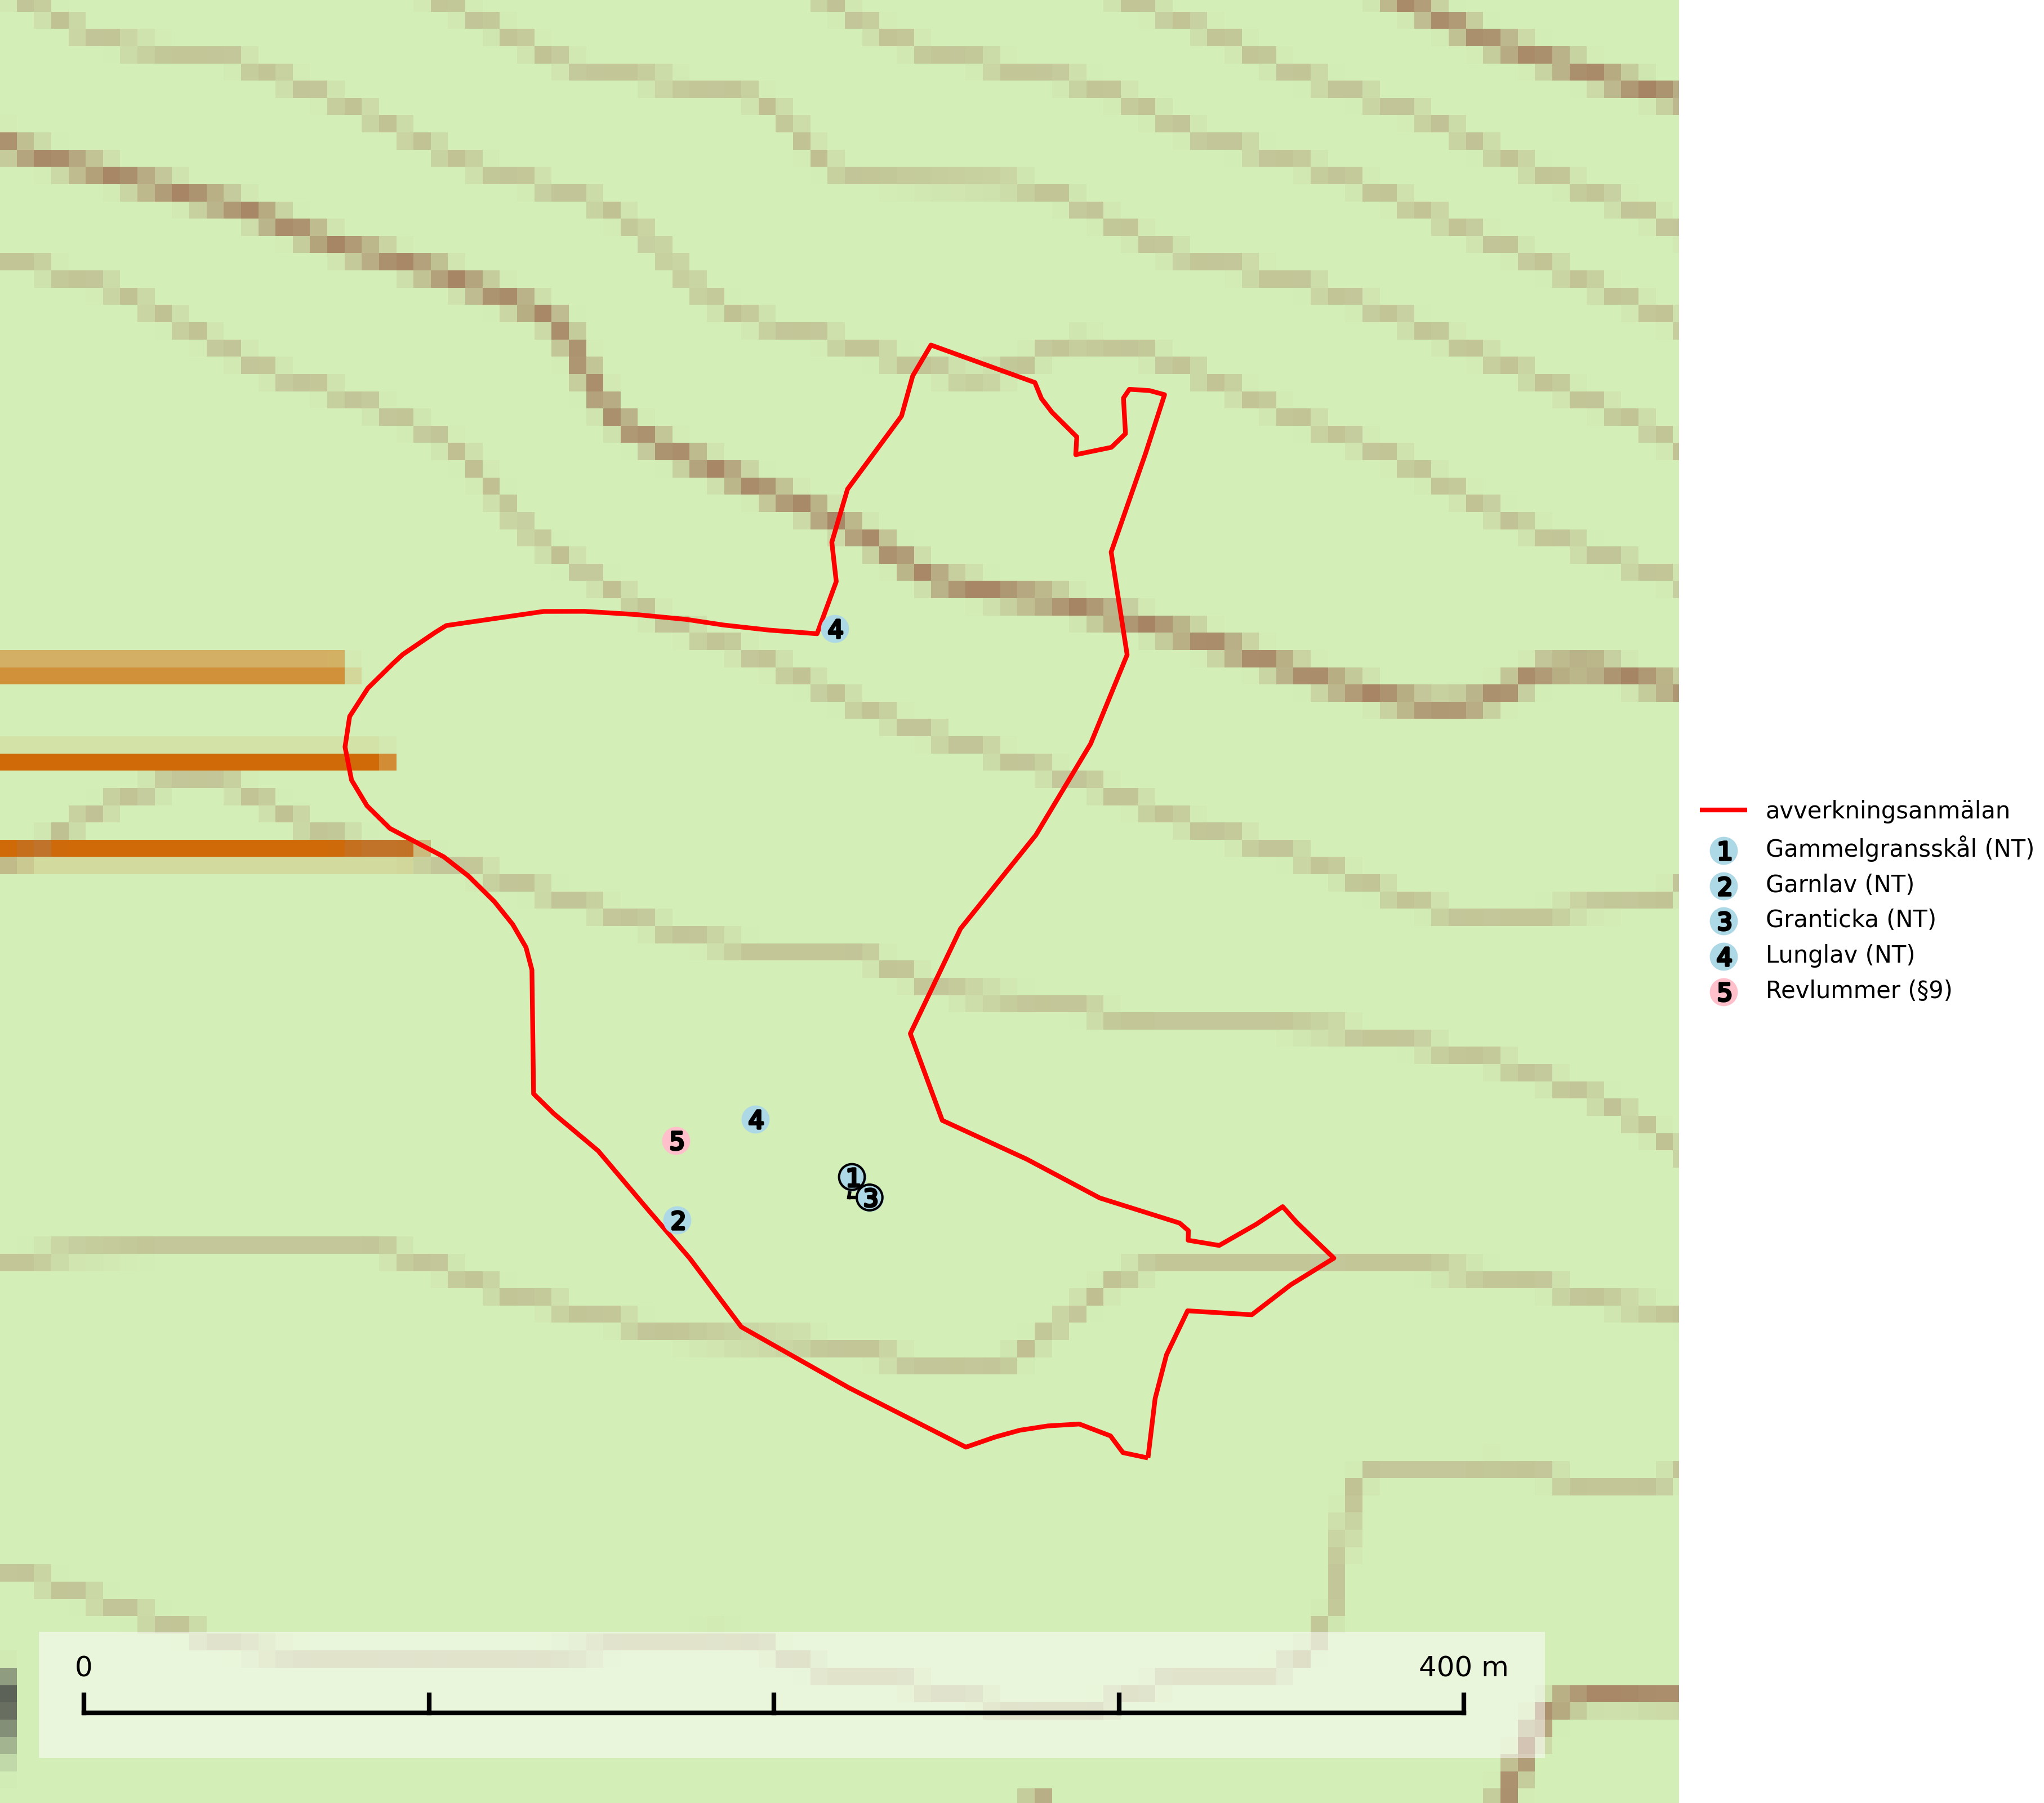 4
avverkningsanmälan
1 Gammelgransskål (NT)
2 Garnlav (NT)
3 Granticka (NT)
4 Lunglav (NT)
5 Revlummer (§9)
4
5
1
3
2
0 400 m